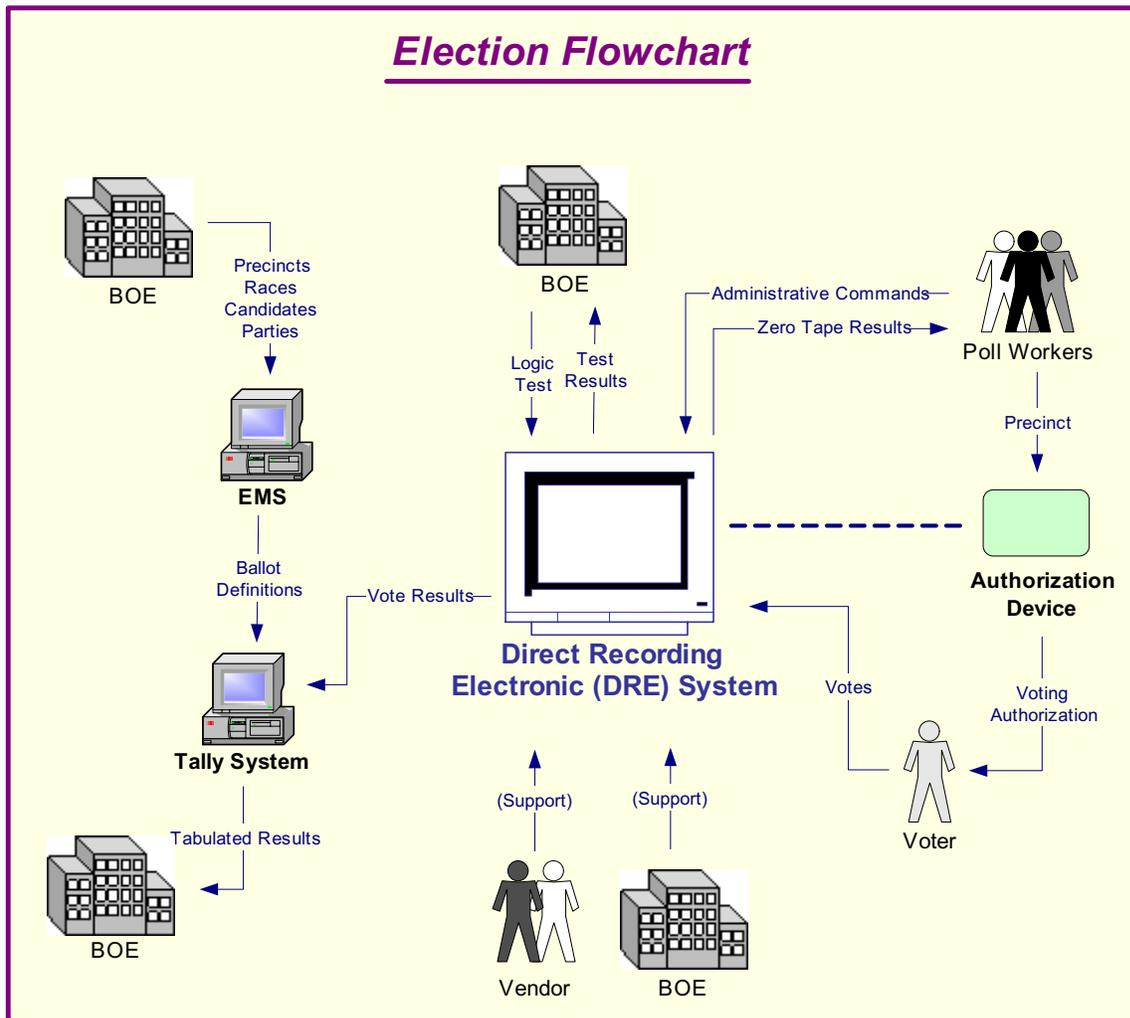 Election Flowchart
BOE
Precincts
Races
Candidates
Parties
EMS
Ballot
Definitions
Tally System
Tabulated Results
BOE
BOE
Logic
Test
Test
Results
Administrative Commands
Zero Tape Results
Poll Workers
Precinct
Authorization
Device
Voting
Authorization
Voter
Votes
Vote Results
Direct Recording
Electronic (DRE) System
(Support)
Vendor
(Support)
BOE